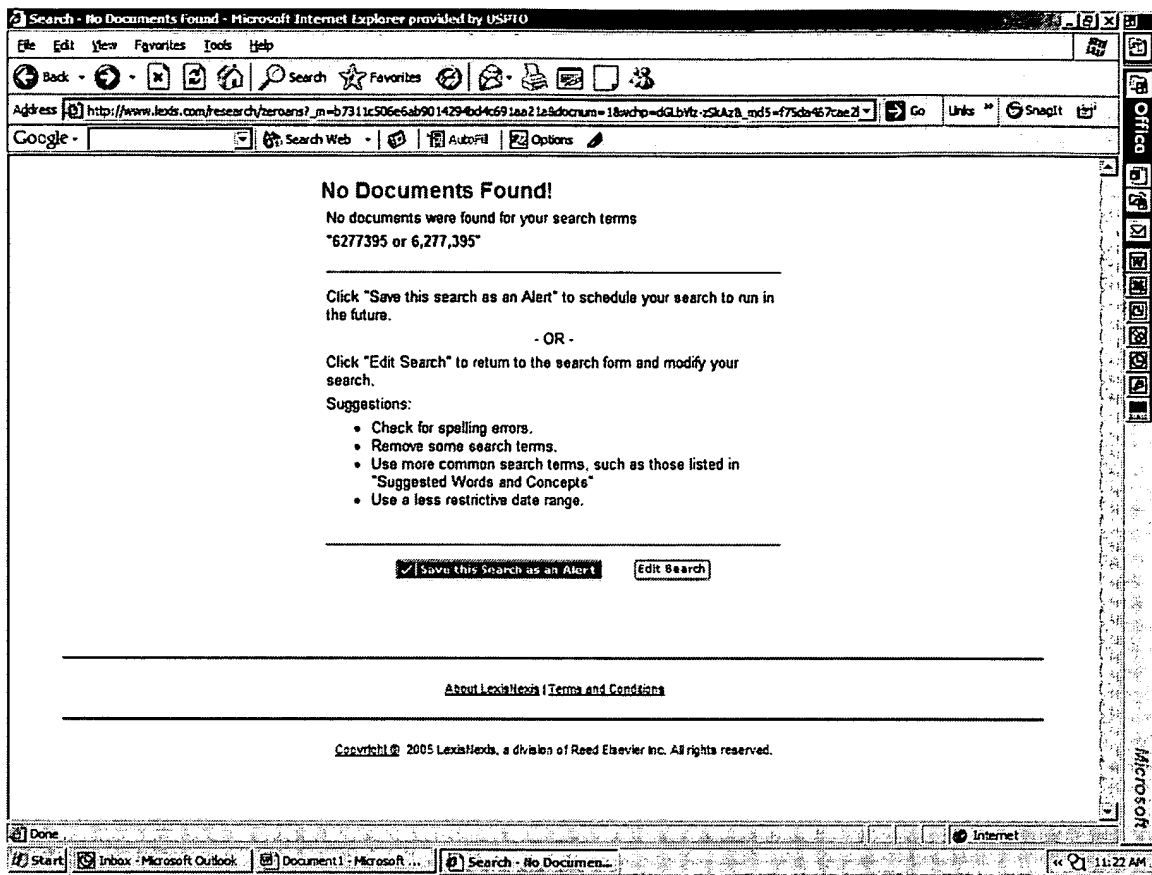 Search - No Documents Found - Microsoft Internet Explorer provided by USPTO
File Edit View Favorites Tools Help
Back Search Favorites
Address Go Links » SnagIt
Google - Search Web AutoFill Options
Office
No Documents Found!
No documents were found for your search terms
"6277395 or 6,277,395"
Click "Save this search as an Alert" to schedule your search to run in
the future.
- OR -
Click "Edit Search" to return to the search form and modify your
search.
Suggestions:
• Check for spelling errors.
• Remove some search terms.
• Use more common search terms, such as those listed in
"Suggested Words and Concepts"
• Use a less restrictive date range.
✓ Save this Search as an Alert Edit Search
About LexisNexis | Terms and Conditions
Copyright © 2005 LexisNexis, a division of Reed Elsevier Inc. All rights reserved.
Microsoft
Done Internet
Start Inbox - Microsoft Outlook Document1 - Microsoft ... Search - No Documen... « 11:22 AM